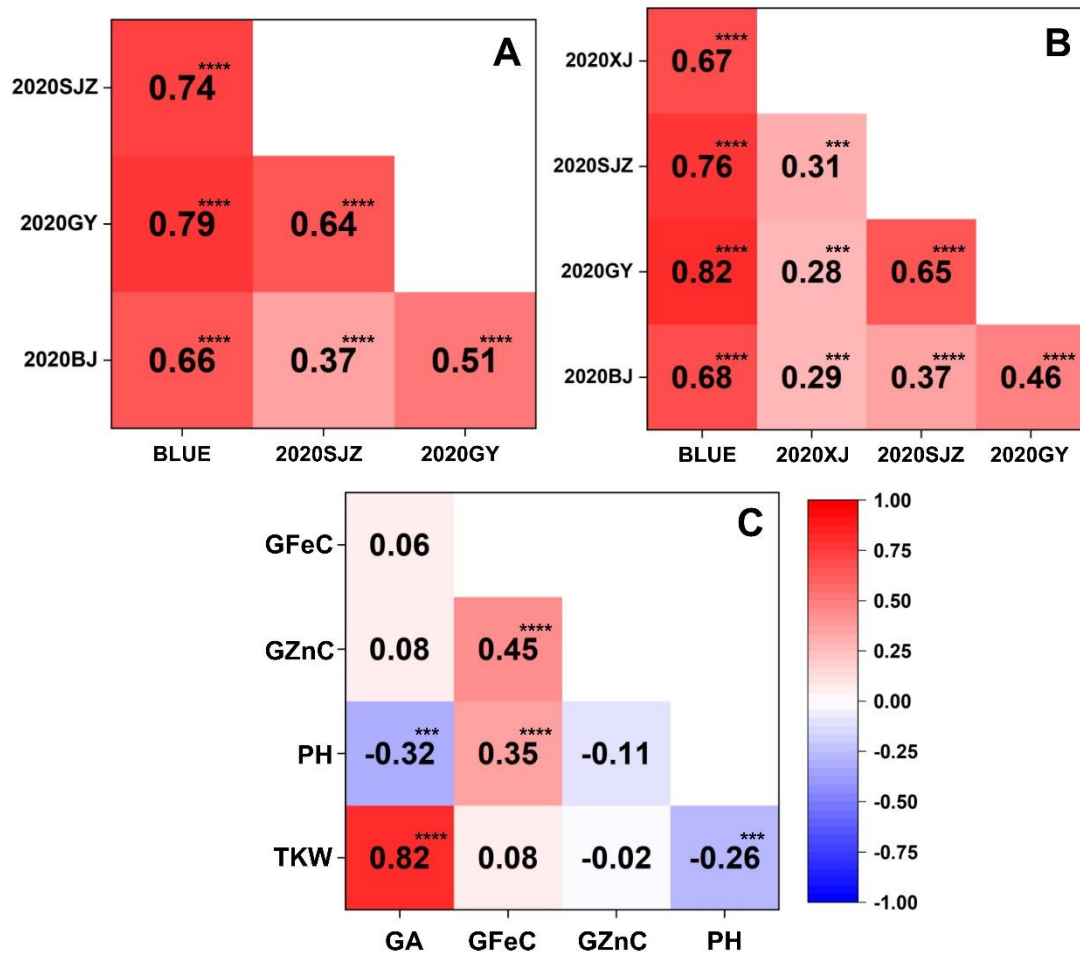 A
2020SJZ 0.74****
2020GY 0.79**** 0.64****
2020BJ 0.66**** 0.37**** 0.51****
BLUE 2020SJZ 2020GY
B
2020XJ 0.67****
2020SJZ 0.76**** 0.31***
2020GY 0.82**** 0.28*** 0.65****
2020BJ 0.68**** 0.29*** 0.37**** 0.46****
BLUE 2020XJ 2020SJZ 2020GY
C
GFeC 0.06
GZnC 0.08 0.45****
PH -0.32*** 0.35**** -0.11
TKW 0.82**** 0.08 -0.02 -0.26***
GA GFeC GZnC PH
1.00
0.75
0.50
0.25
0.00
-0.25
-0.50
-0.75
-1.00